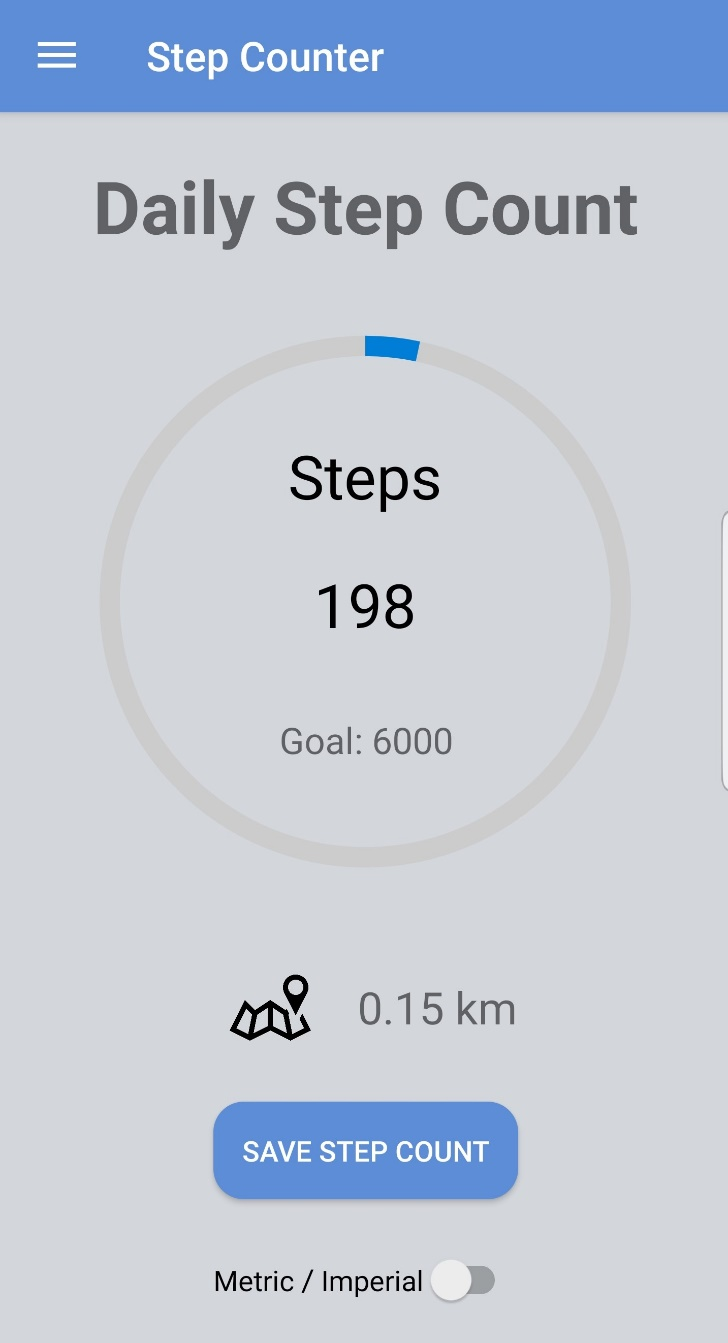 Step Counter
Daily Step Count
Steps
198
Goal: 6000
0.15 km
SAVE STEP COUNT
Metric / Imperial